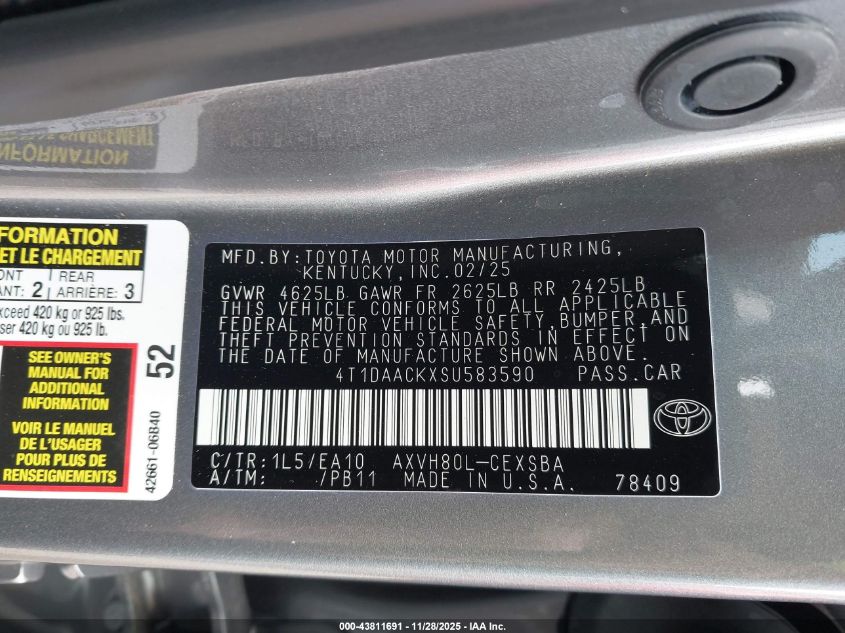 INFORMATION
FORMATION
ET LE CHARGEMENT
REAR
ANT: 2 ARRIÈRE: 3
xceed 420 kg or 925 lbs.
ser 420 kg ou 925 lb.
SEE OWNER'S
MANUAL FOR
ADDITIONAL
INFORMATION
VOIR LE MANUEL
DE L'USAGER
POUR PLUS DE
RENSEIGNEMENTS
52
42661-06B40
MFD.BY:TOYOTA MOTOR MANUFACTURING,
KENTUCKY,INC.02/25
GVWR 4625LB GAWR FR 2625LB RR 2425LB
THIS VEHICLE CONFORMS TO ALL APPLICABLE
FEDERAL MOTOR VEHICLE SAFETY,BUMPER,AND
THEFT PREVENTION STANDARDS IN EFFECT ON
THE DATE OF MANUFACTURE SHOWN ABOVE.
4T1DAACKXSU583590 PASS.CAR
C/TR:1L5/EA10 AXVH80L-CEXSBA
A/TM: /PB11 MADE IN U.S.A. 78409
000-43811691 - 11/28/2025 - IAA Inc.